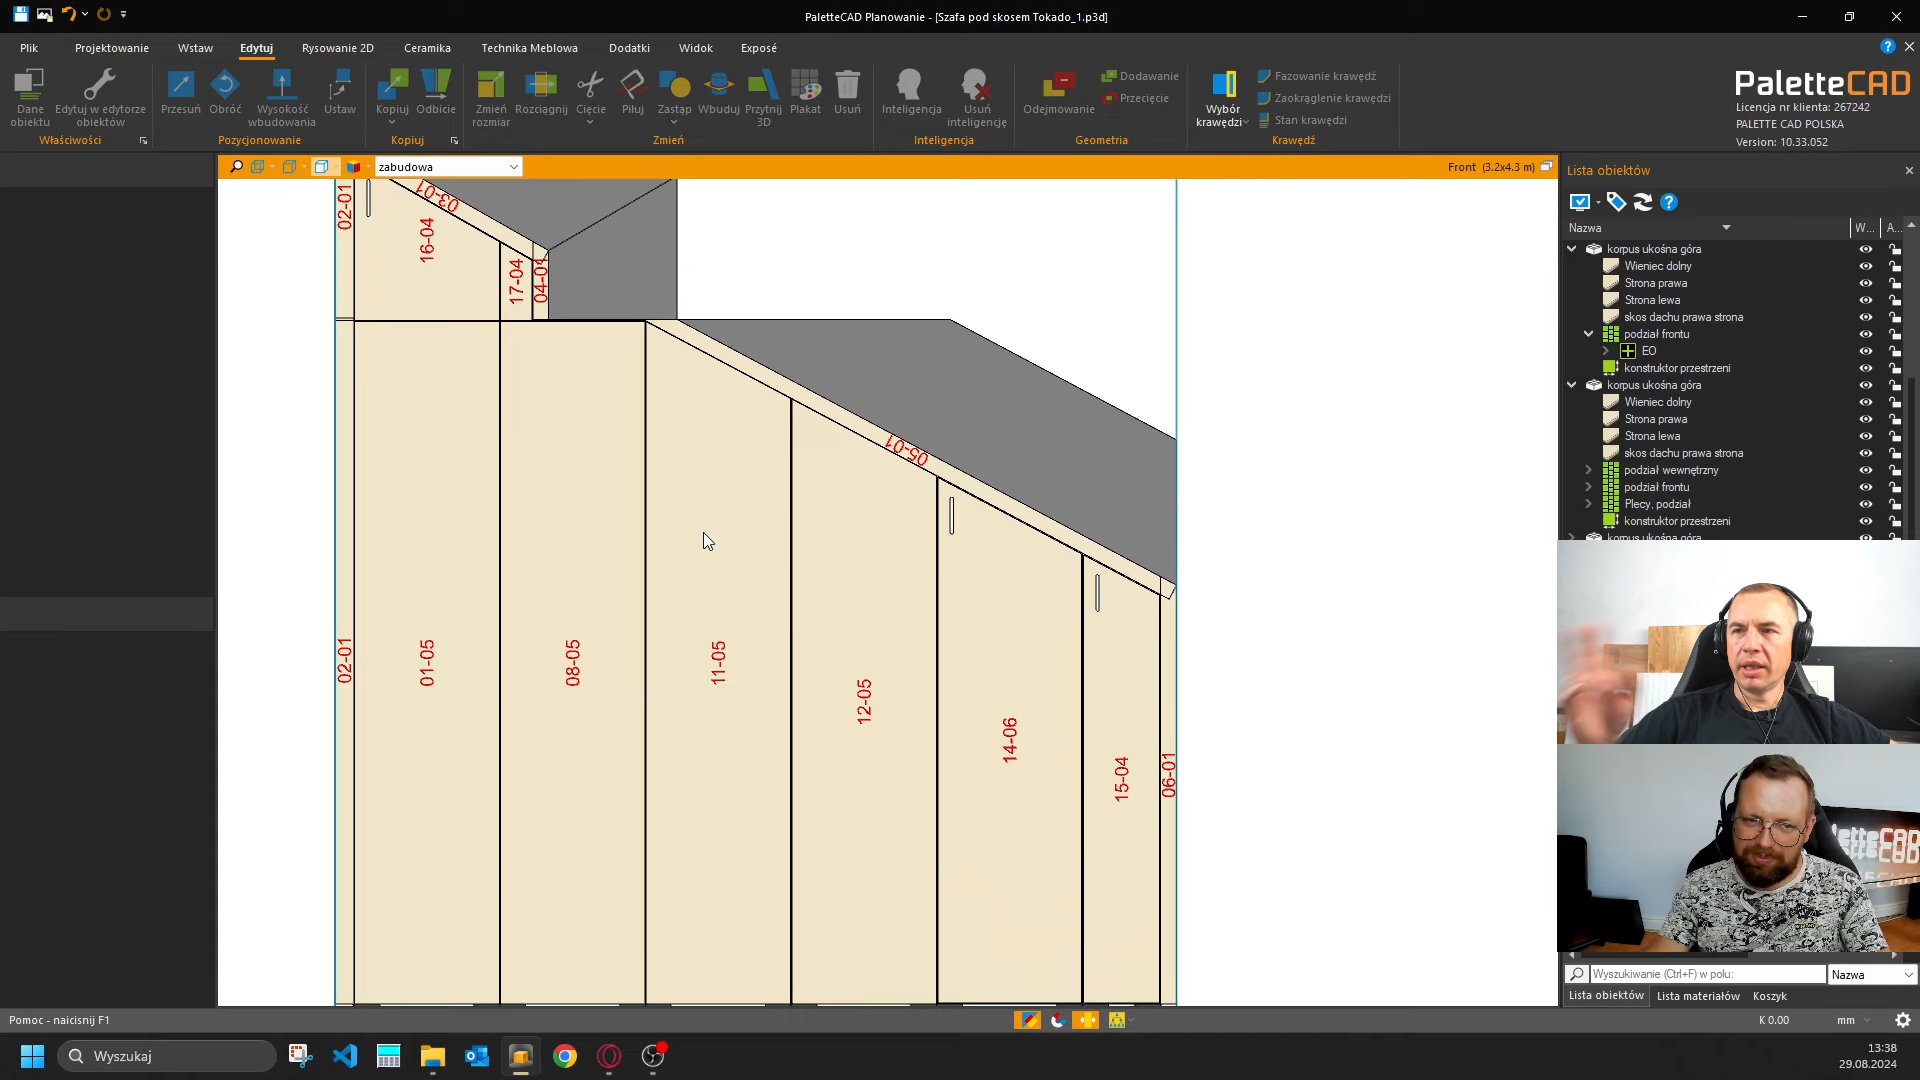 PaletteCAD Planowanie - [Szafa pod skosem Tokado_1.p3d]
Plik Projektowanie Wstaw Edytuj Rysowanie 2D Ceramika Technika Meblowa Dodatki Widok Exposé
Dane obiektu
Edytuj w edytorze obiektów
Właściwości
Przesuń
Obróć
Wysokość wbudowania
Ustaw
Pozycjonowanie
Kopiuj
Odbicie
Kopiuj
Zmień rozmiar
Rozciągnij
Cięcie
Piłuj
Zastąp
Wbuduj
Przytnij 3D
Plakat
Usuń
Zmień
Inteligencja
Usuń inteligencję
Inteligencja
Odejmowanie
Dodawanie
Przecięcie
Geometria
Wybór krawędzi
Fazowanie krawędź
Zaokrąglenie krawędzi
Stan krawędzi
Krawędź
PaletteCAD
Licencja nr klienta: 267242
PALETTE CAD POLSKA
Version: 10.33.052
zabudowa
Front (3.2x4.3 m)
02-01
03-01
16-04
17-04
04-01
05-01
02-01
01-05
08-05
11-05
12-05
14-06
15-04
06-01
Lista obiektów
Nazwa W... A...
korpus ukośna góra
Wieniec dolny
Strona prawa
Strona lewa
skos dachu prawa strona
podział frontu
EO
konstruktor przestrzeni
korpus ukośna góra
Wieniec dolny
Strona prawa
Strona lewa
skos dachu prawa strona
podział wewnętrzny
podział frontu
Plecy, podział
konstruktor przestrzeni
korpus ukośna góra
Wyszukiwanie (Ctrl+F) w polu:
Nazwa
Lista obiektów Lista materiałów Koszyk
Pomoc - naicisnij F1
K 0.00 mm
Wyszukaj
13:38
29.08.2024